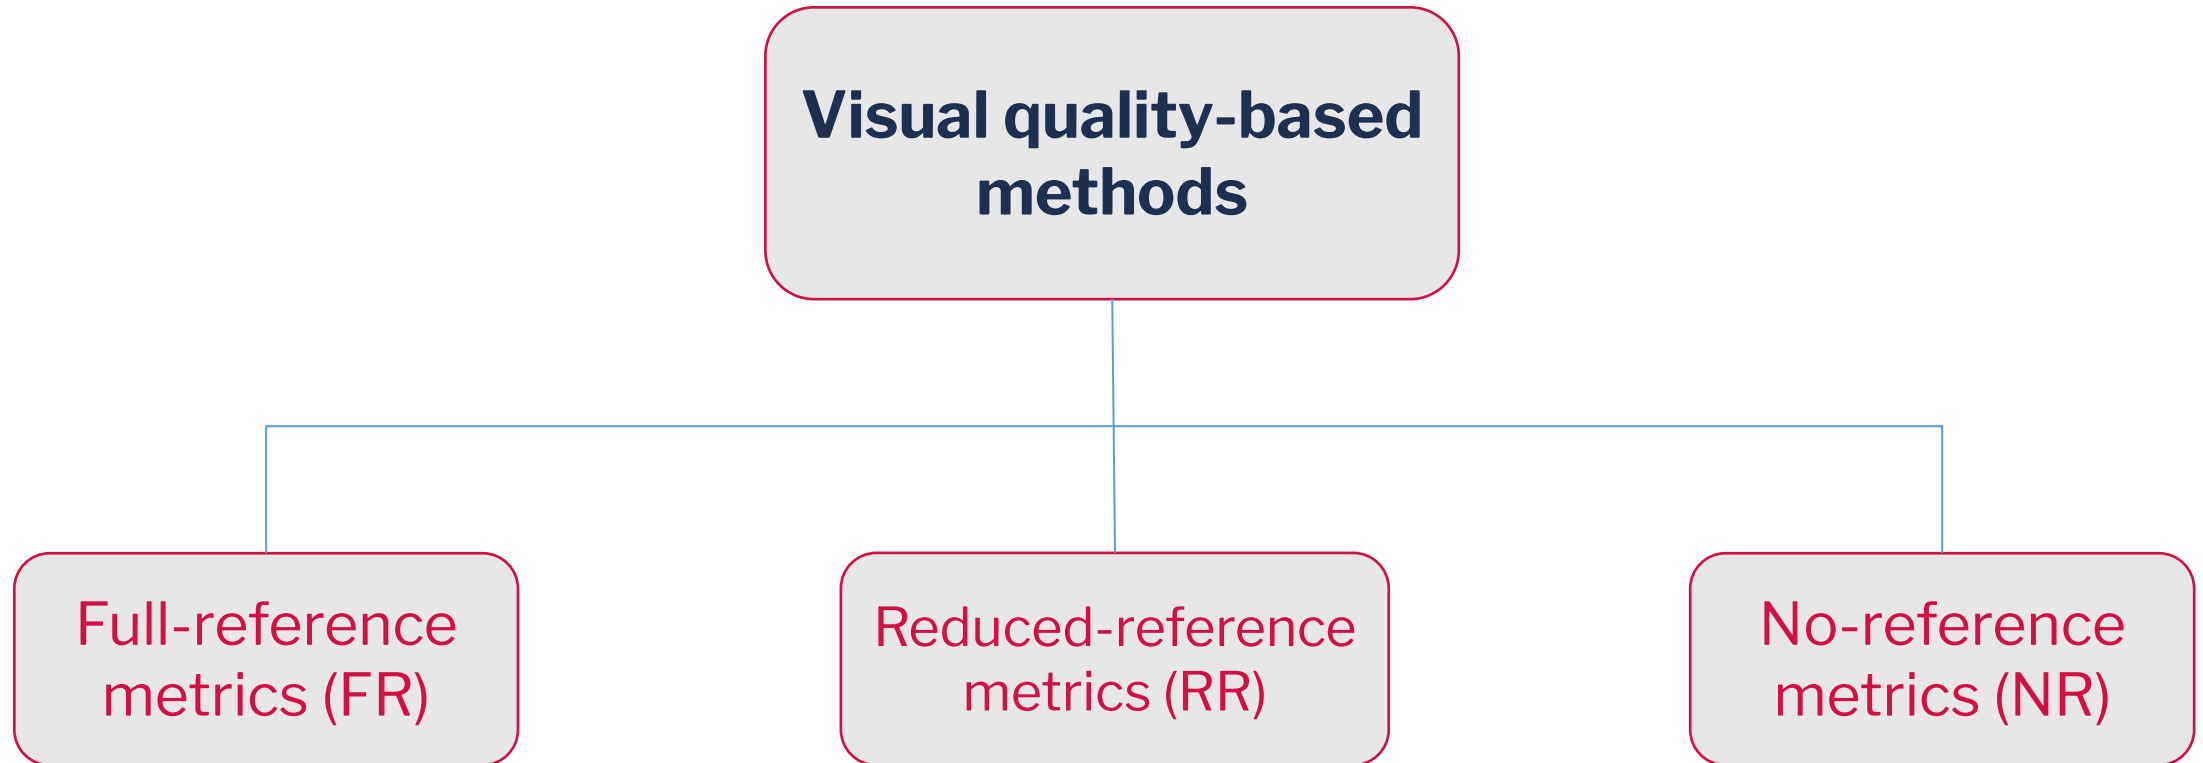 Visual quality-based
methods
Full-reference
metrics (FR)
Reduced-reference
metrics (RR)
No-reference
metrics (NR)